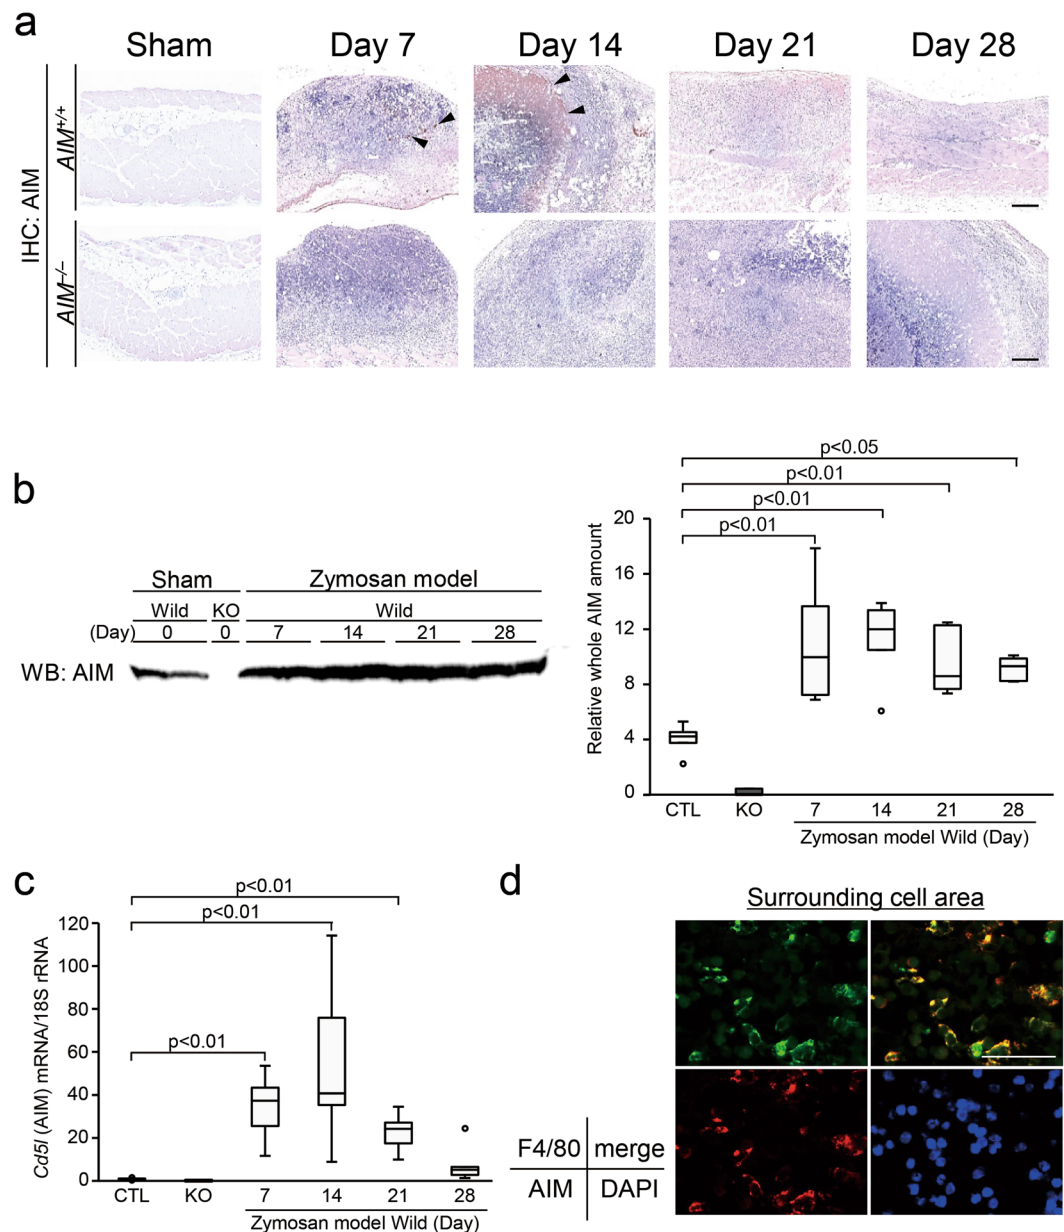 a
Sham Day 7 Day 14 Day 21 Day 28
IHC: AIM
AIM+/+
AIM–/–
b
Sham Zymosan model
Wild KO Wild
(Day) 0 0 7 14 21 28
WB: AIM
p<0.05
p<0.01
p<0.01
p<0.01
Relative whole AIM amount
20
16
12
8
4
0
CTL KO 7 14 21 28
Zymosan model Wild (Day)
c
p<0.01
p<0.01
p<0.01
Cd5l (AIM) mRNA/18S rRNA
120
100
80
60
40
20
0
CTL KO 7 14 21 28
Zymosan model Wild (Day)
d
Surrounding cell area
F4/80 merge
AIM DAPI